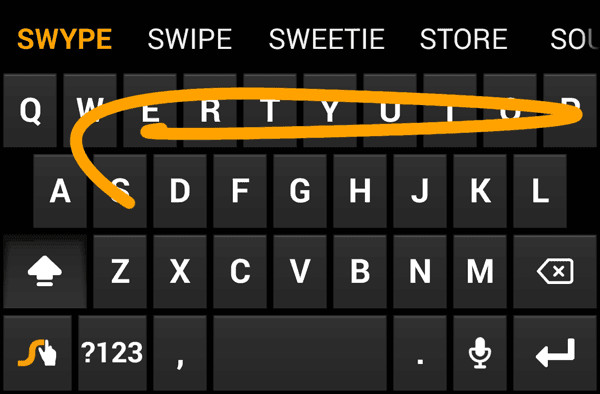 SWYPE SWIPE SWEETIE STORE SOU
Q W E R T Y U I O P
A S D F G H J K L
Z X C V B N M
?123 , .